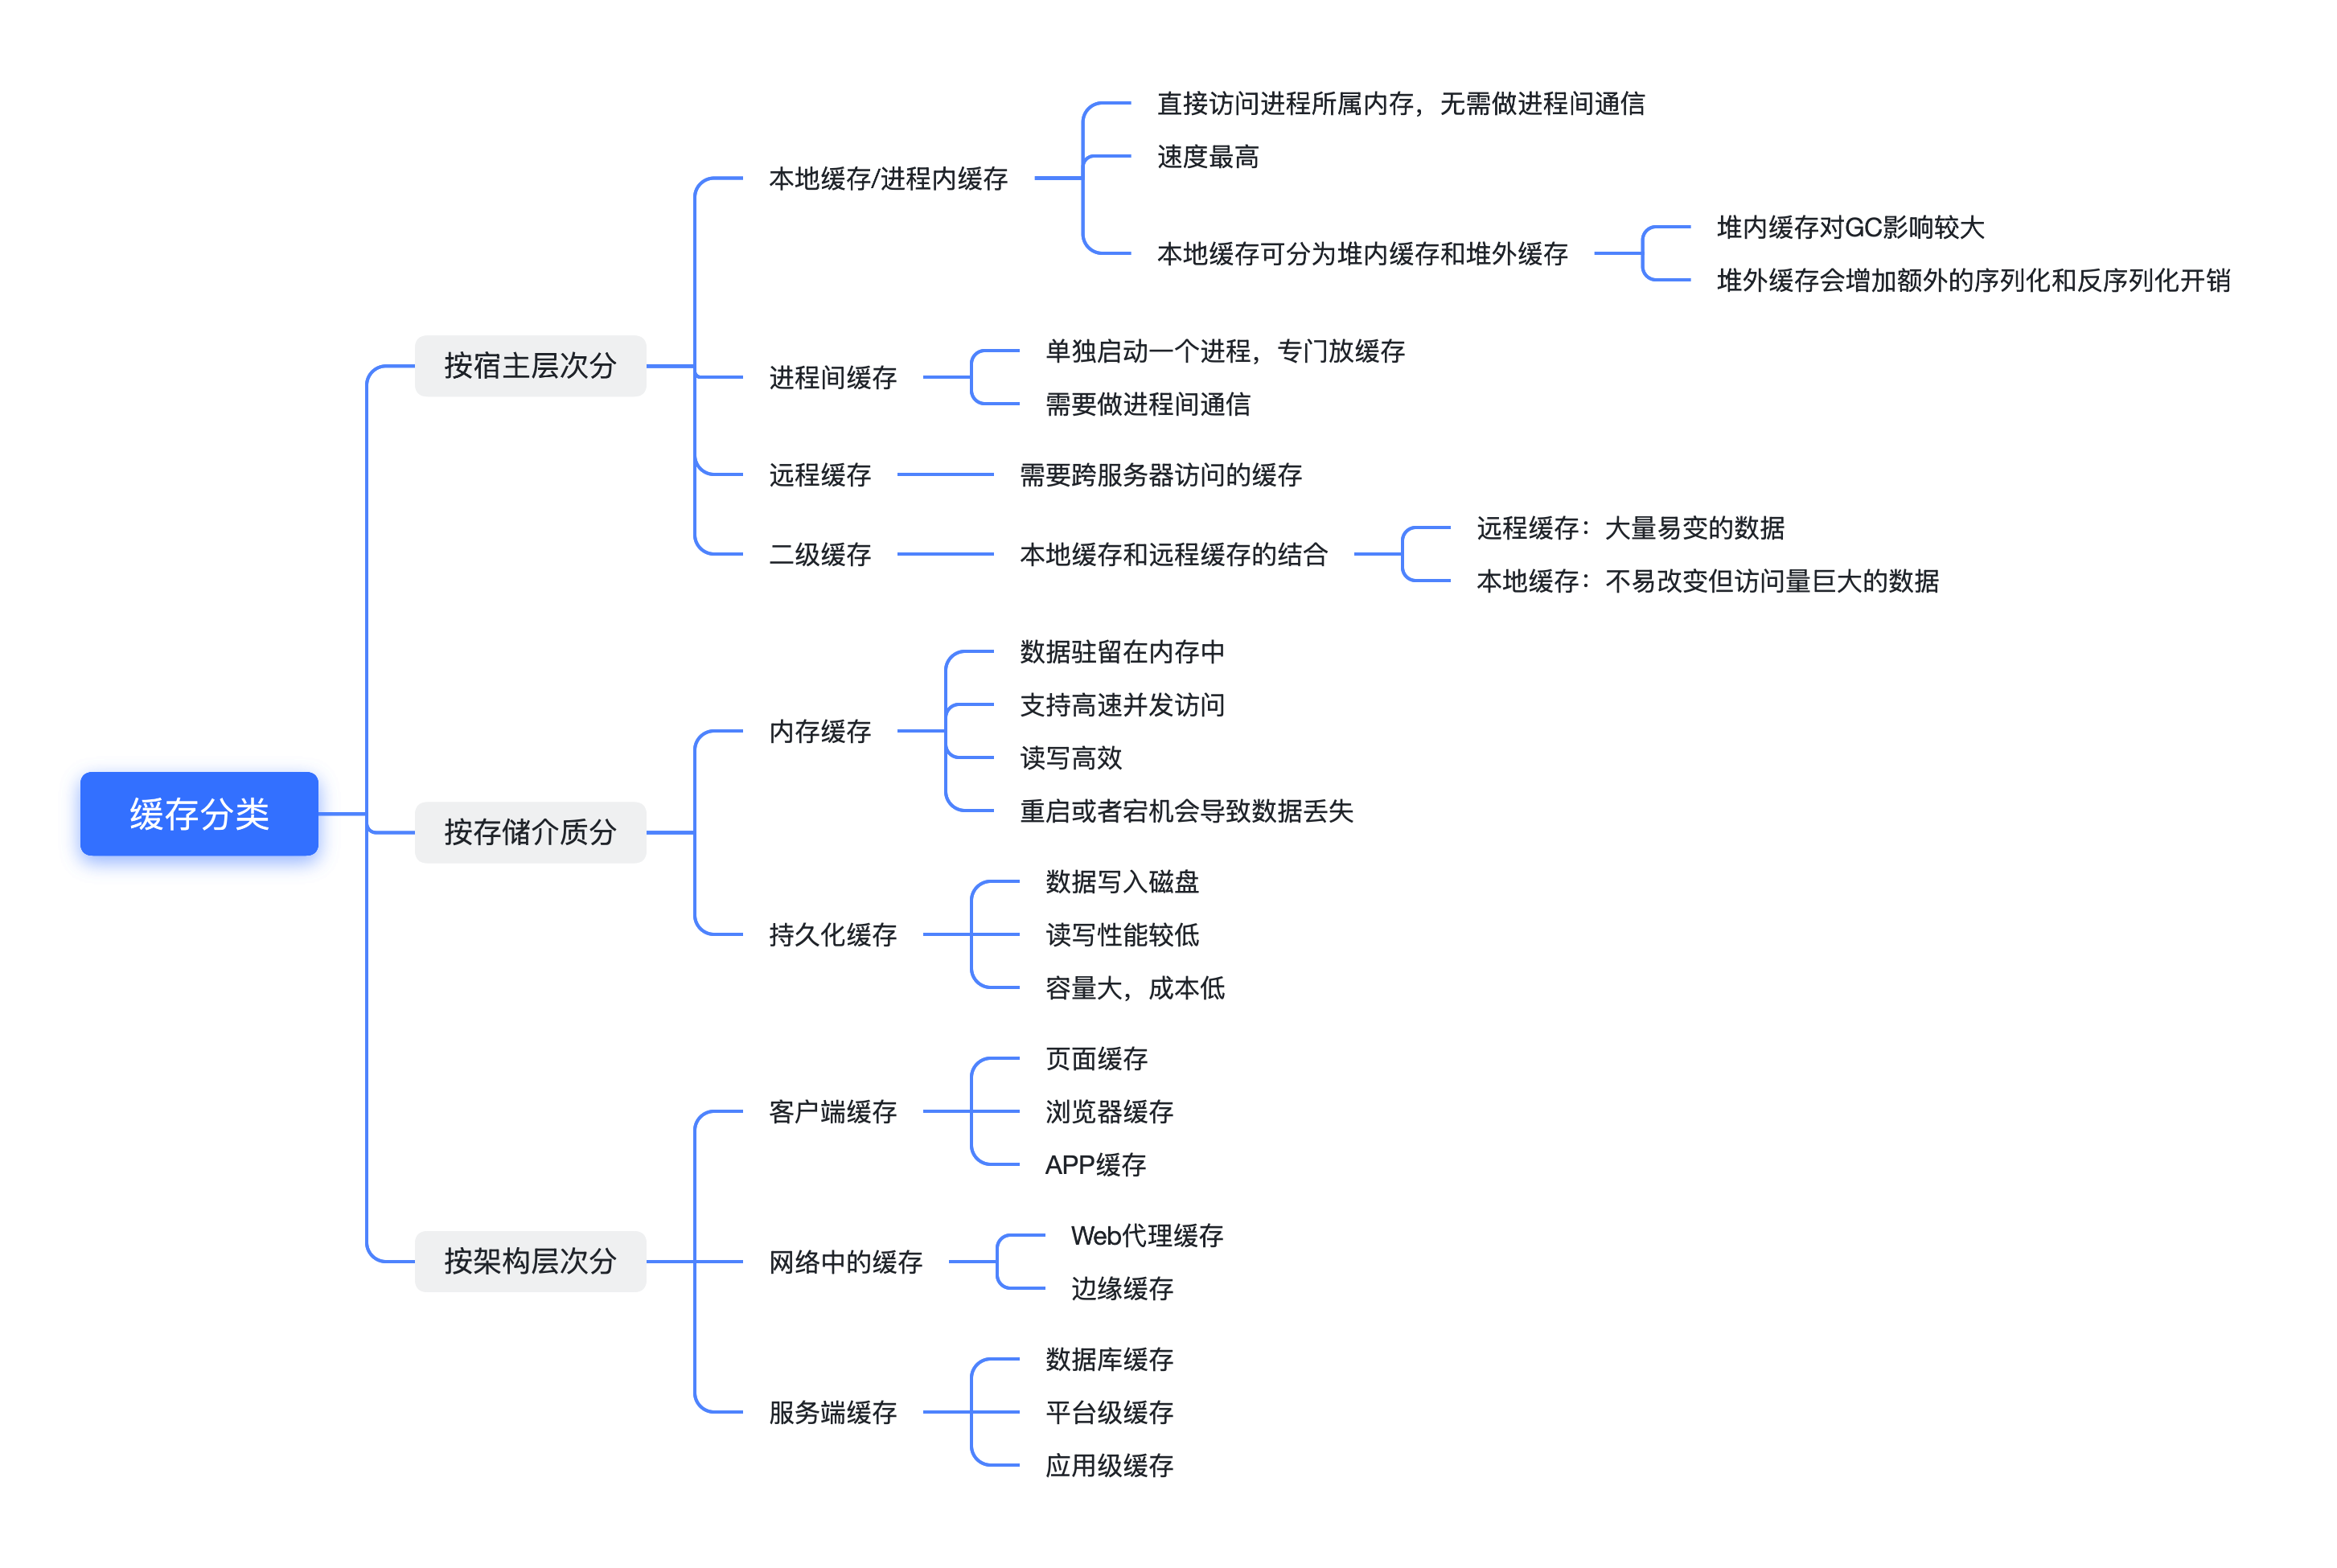 缓存分类
按宿主层次分
本地缓存/进程内缓存
直接访问进程所属内存，无需做进程间通信
速度最高
本地缓存可分为堆内缓存和堆外缓存
堆内缓存对GC影响较大
堆外缓存会增加额外的序列化和反序列化开销
进程间缓存
单独启动一个进程，专门放缓存
需要做进程间通信
远程缓存
需要跨服务器访问的缓存
二级缓存
本地缓存和远程缓存的结合
远程缓存：大量易变的数据
本地缓存：不易改变但访问量巨大的数据
按存储介质分
内存缓存
数据驻留在内存中
支持高速并发访问
读写高效
重启或者宕机会导致数据丢失
持久化缓存
数据写入磁盘
读写性能较低
容量大，成本低
按架构层次分
客户端缓存
页面缓存
浏览器缓存
APP缓存
网络中的缓存
Web代理缓存
边缘缓存
服务端缓存
数据库缓存
平台级缓存
应用级缓存